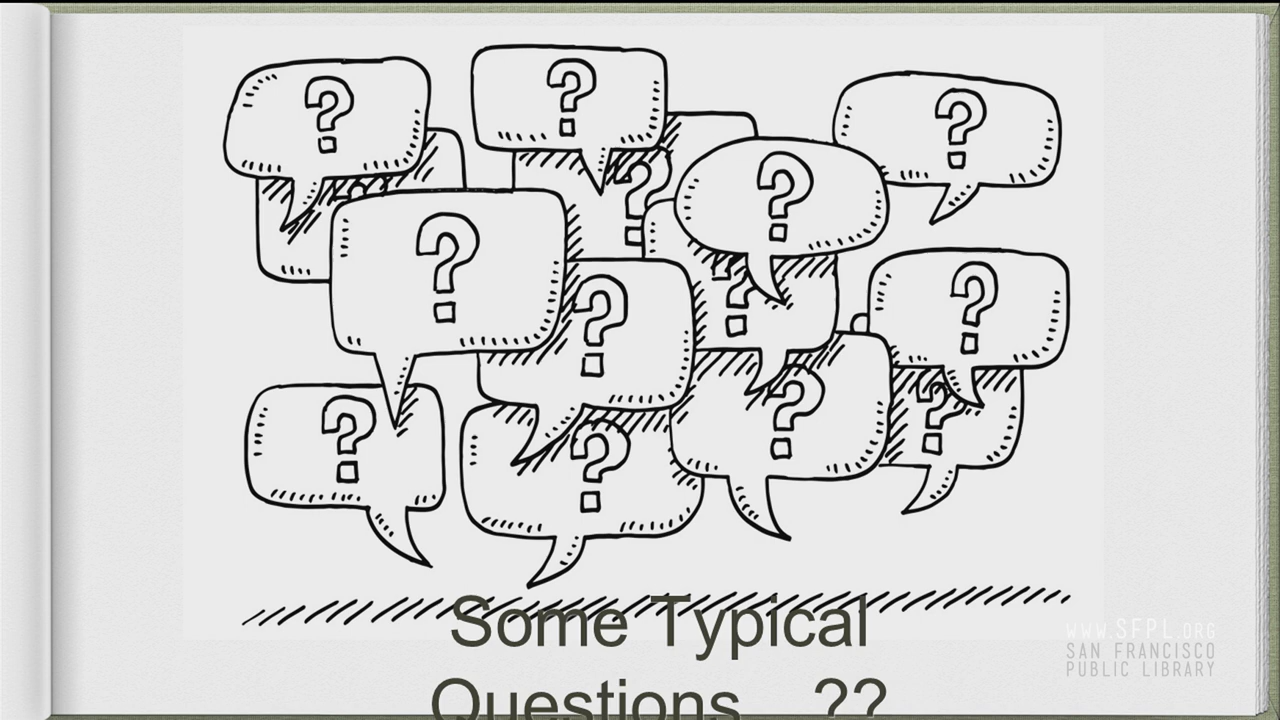 ? ? ?
? ?
?
? ? ?
? ? ?
? ?
Some Typical
Questions...??
WWW.SFPL.ORG
SAN FRANCISCO
PUBLIC LIBRARY